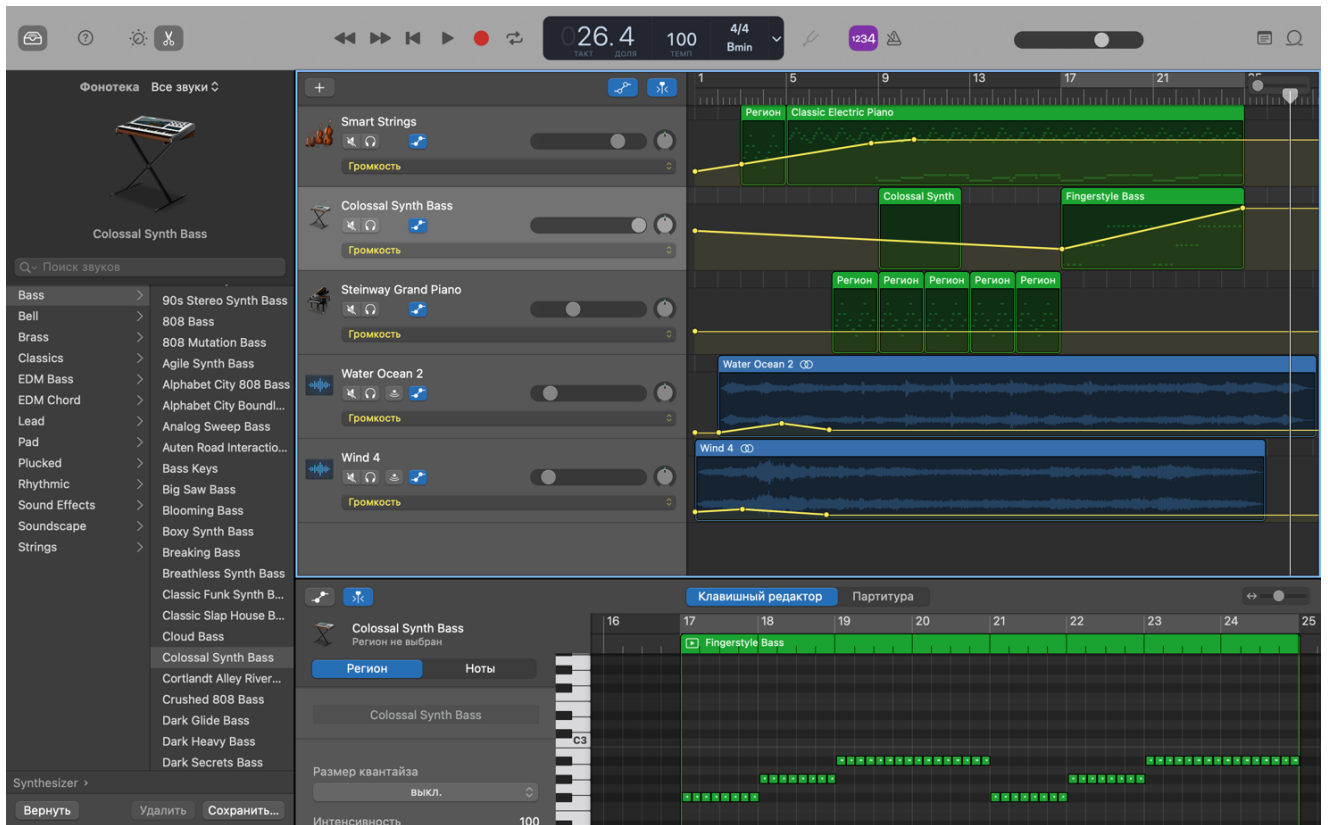 026.4
ТАКТ ДОЛЯ
100
ТЕМП
4/4
Bmin
1234
Фонотека Все звуки
Colossal Synth Bass
Поиск звуков
Bass
Bell
Brass
Classics
EDM Bass
EDM Chord
Lead
Pad
Plucked
Rhythmic
Sound Effects
Soundscape
Strings
90s Stereo Synth Bass
808 Bass
808 Mutation Bass
Agile Synth Bass
Alphabet City 808 Bass
Alphabet City Boundl...
Analog Sweep Bass
Auten Road Interactio...
Bass Keys
Big Saw Bass
Blooming Bass
Boxy Synth Bass
Breaking Bass
Breathless Synth Bass
Classic Funk Synth B...
Classic Slap House B...
Cloud Bass
Colossal Synth Bass
Cortlandt Alley River...
Crushed 808 Bass
Dark Glide Bass
Dark Heavy Bass
Dark Secrets Bass
Synthesizer
Вернуть Удалить Сохранить...
1 5 9 13 17 21
Smart Strings
Громкость
Регион Classic Electric Piano
Colossal Synth Bass
Громкость
Colossal Synth Fingerstyle Bass
Steinway Grand Piano
Громкость
Регион Регион Регион Регион Регион
Water Ocean 2
Громкость
Water Ocean 2
Wind 4
Громкость
Wind 4
Клавишный редактор Партитура
Colossal Synth Bass
Регион не выбран
Регион Ноты
Colossal Synth Bass
Размер квантайза
выкл.
Интенсивность 100
16 17 18 19 20 21 22 23 24 25
Fingerstyle Bass
C3